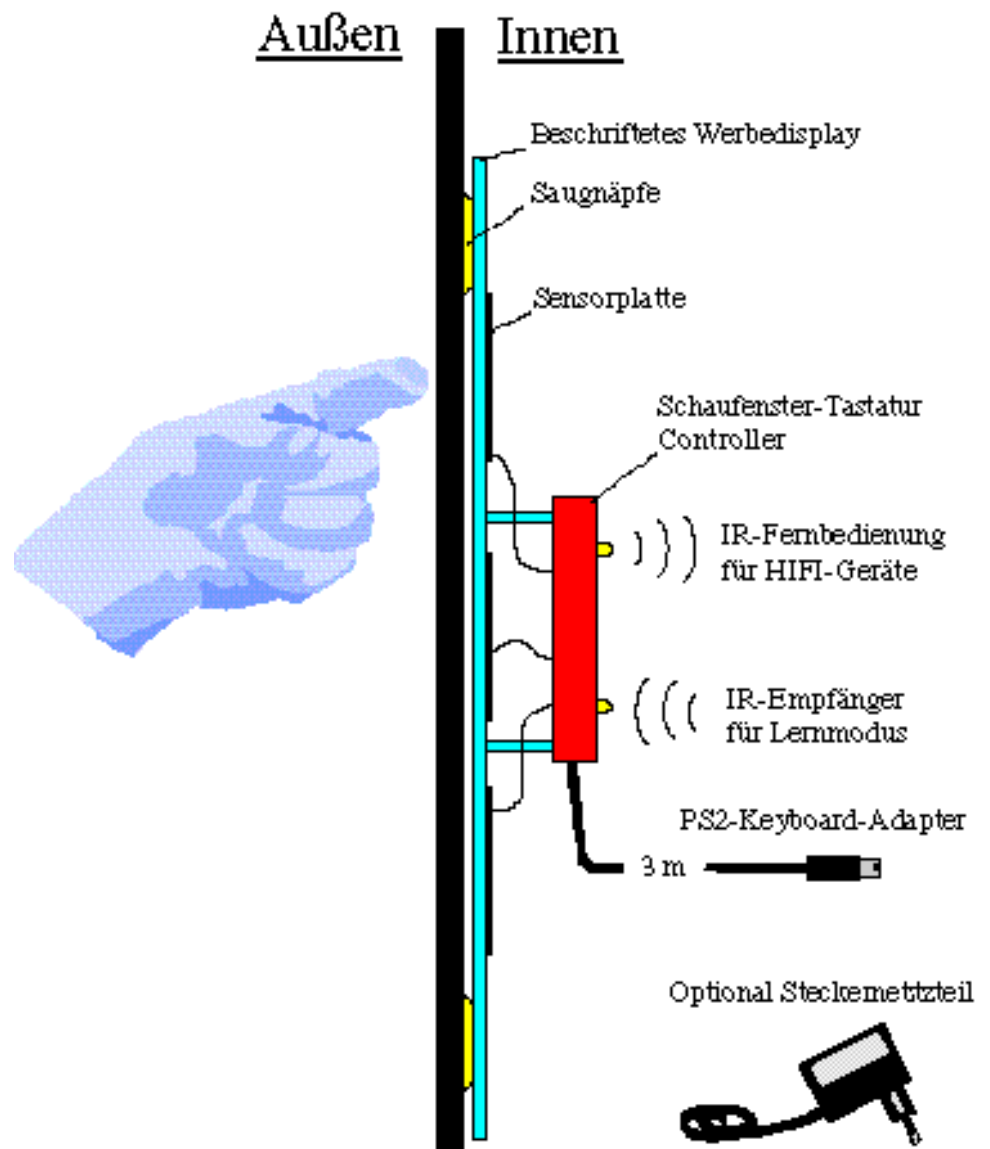 Außen
Innen
Beschriftetes Werbedisplay
Saugnäpfe
Sensorplatte
Schaufenster-Tastatur
Controller
IR-Fernbedienung
für HIFI-Geräte
IR-Empfänger
für Lernmodus
PS2-Keyboard-Adapter
3 m
Optional Steckernettzteil